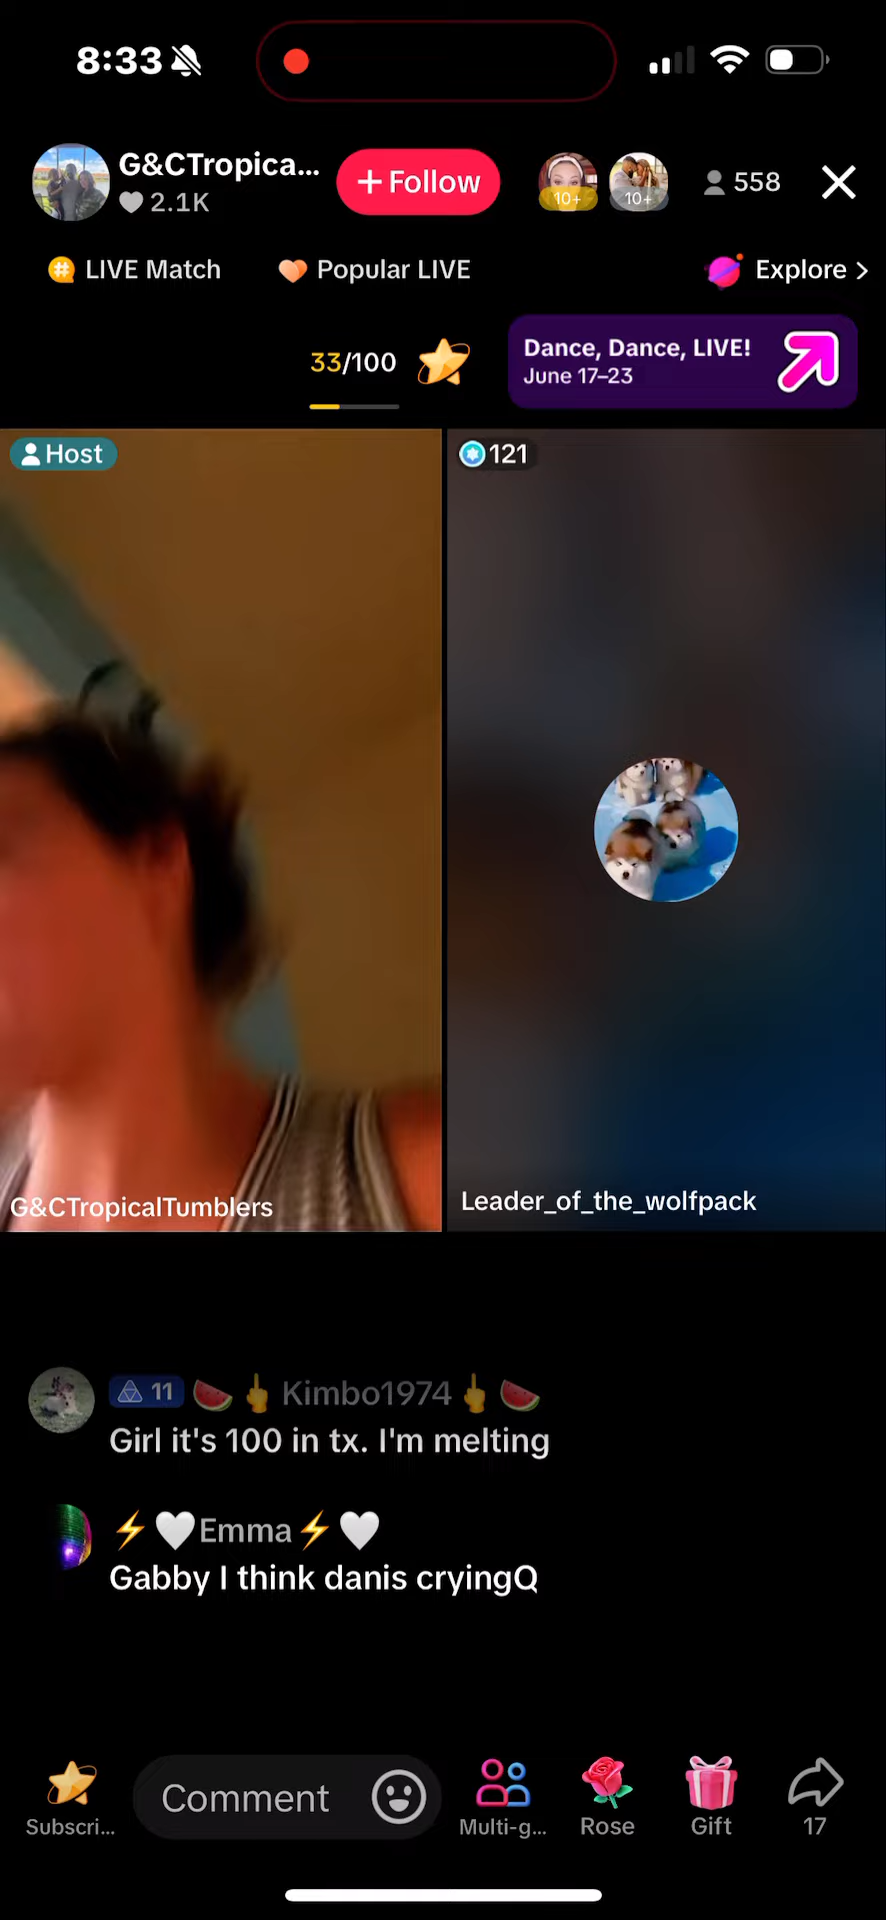 8:33
G&CTropica...
2.1K
+ Follow
10+
10+
558
LIVE Match
Popular LIVE
Explore >
33/100
Dance, Dance, LIVE!
June 17–23
Host
121
G&CTropicalTumblers
Leader_of_the_wolfpack
11 🍉🖕Kimbo1974🖕🍉
Girl it's 100 in tx. I'm melting
⚡🤍Emma⚡🤍
Gabby I think danis cryingQ
Subscri...
Comment
Multi-g...
Rose
Gift
17